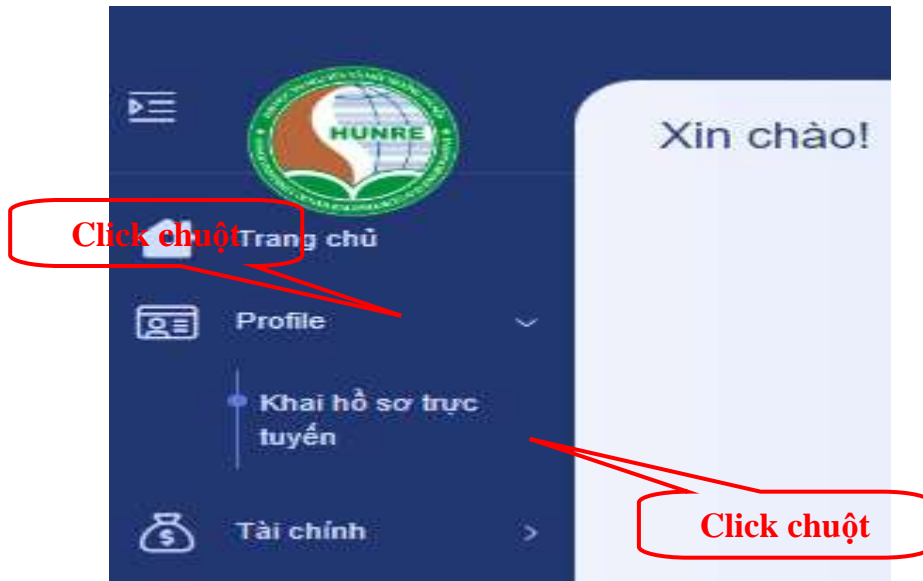 HUNRE
Xin chào!
Click chuột
Trang chủ
Profile
Khai hồ sơ trực
tuyến
Click chuột
Tài chính